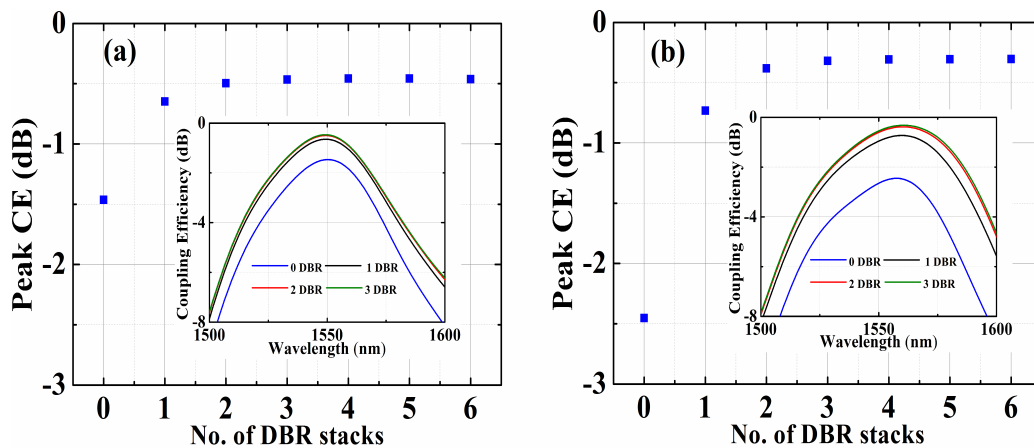 (a)
Peak CE (dB)
-0
-1
-2
-3
0 1 2 3 4 5 6
No. of DBR stacks
Coupling Efficiency (dB)
0
-4
-8
1500 1550 1600
Wavelength (nm)
0 DBR 1 DBR
2 DBR 3 DBR
(b)
Peak CE (dB)
-0
-1
-2
-3
0 1 2 3 4 5 6
No. of DBR stacks
Coupling Efficiency (dB)
0
-4
-8
1500 1550 1600
Wavelength (nm)
0 DBR 1 DBR
2 DBR 3 DBR